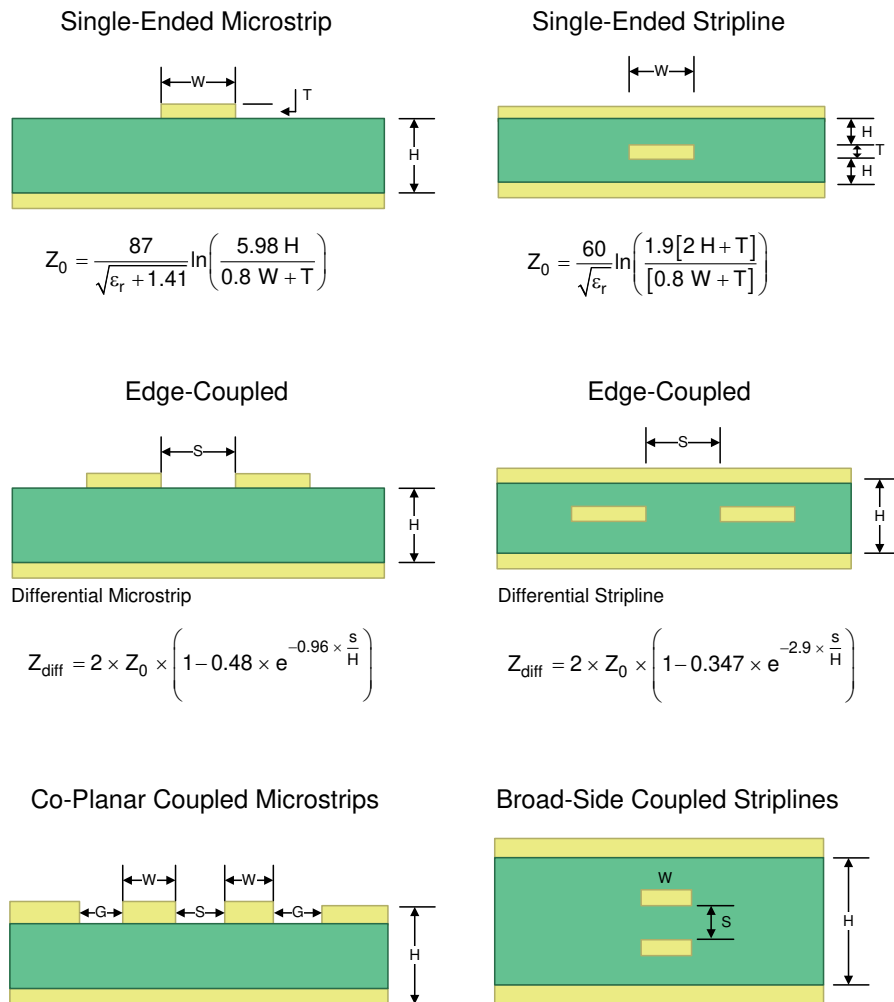 Single-Ended Microstrip
W
T
H
Z₀ = 87 / √(εᵣ + 1.41) ln(5.98 H / (0.8 W + T))
Single-Ended Stripline
W
H
T
H
Z₀ = 60 / √εᵣ ln(1.9[2 H + T] / [0.8 W + T])
Edge-Coupled
S
H
Differential Microstrip
Z_diff = 2 × Z₀ × (1 − 0.48 × e^(−0.96 × s/H))
Edge-Coupled
S
H
Differential Stripline
Z_diff = 2 × Z₀ × (1 − 0.347 × e^(−2.9 × s/H))
Co-Planar Coupled Microstrips
W
W
G
S
G
H
Broad-Side Coupled Striplines
W
S
H